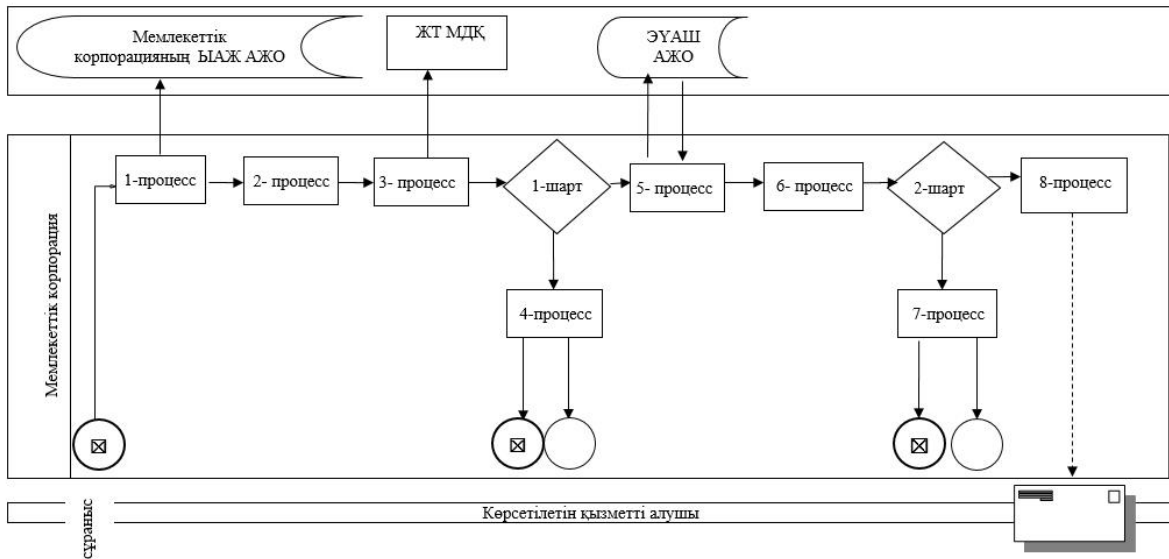 Мемлекеттік
корпорацияның ЫАЖ АЖО
ЖТ МДҚ
ЭҮАШ
АЖО
Мемлекеттік корпорация
1-процесс
2- процесс
3- процесс
1-шарт
5- процесс
6- процесс
2-шарт
8-процесс
4-процесс
7-процесс
сұраныс
Көрсетілетін қызметті алушы